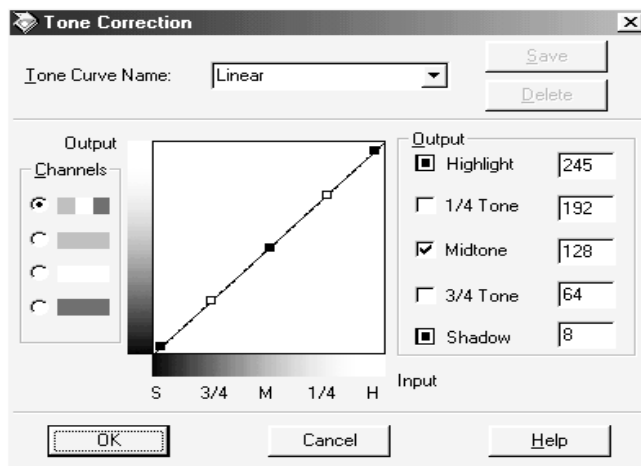 Tone Correction
Tone Curve Name: Linear
Save
Delete
Output
Channels
Output
Highlight 245
1/4 Tone 192
Midtone 128
3/4 Tone 64
Shadow 8
S 3/4 M 1/4 H
Input
OK Cancel Help